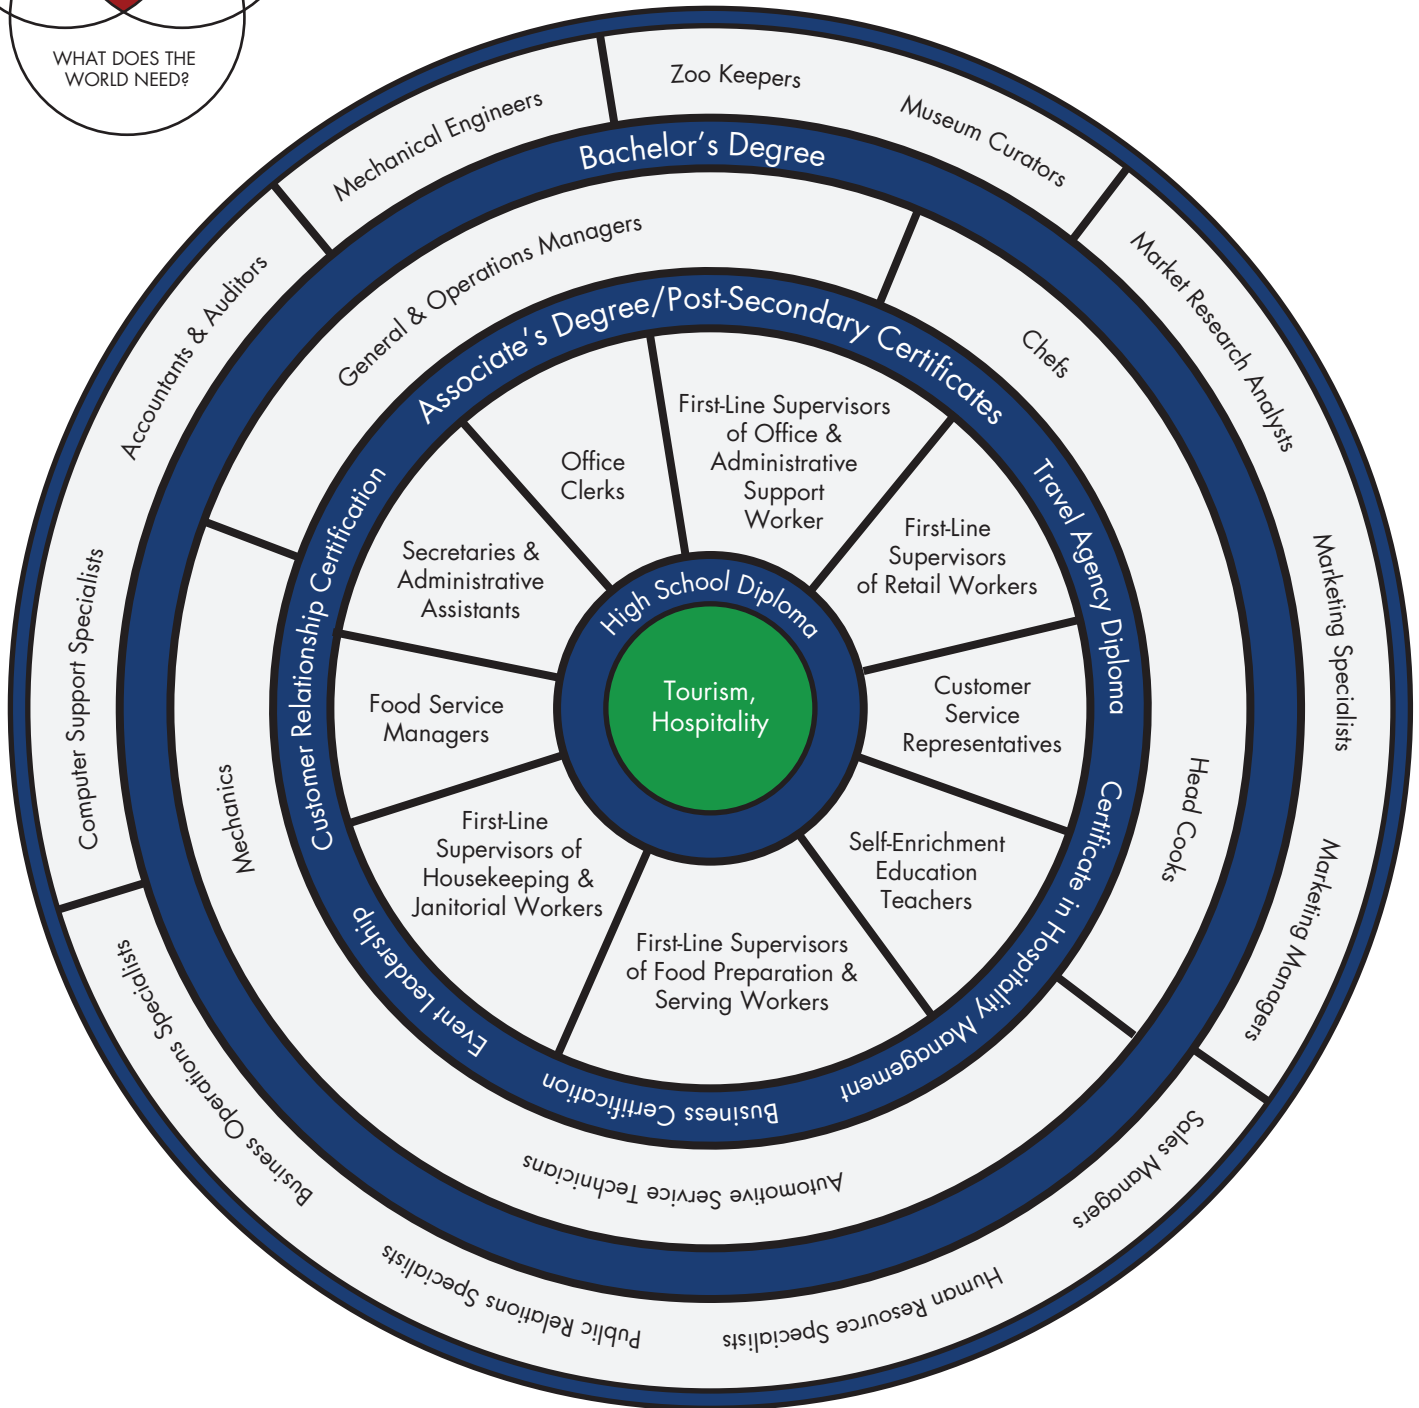 WHAT DOES THE
WORLD NEED?
Zoo Keepers
Museum Curators
Market Research Analysts
Marketing Specialists
Marketing Managers
Sales Managers
Human Resource Specialists
Public Relations Specialists
Business Operations Specialists
Computer Support Specialists
Accountants & Auditors
Mechanical Engineers
Bachelor's Degree
General & Operations Managers
Chefs
Head Cooks
Automotive Service Technicians
Mechanics
Associate's Degree/Post-Secondary Certificates
Travel Agency Diploma
Certificate in Hospitality Management
Business Certification
Event Leadership
Customer Relationship Certification
Office
Clerks
First-Line Supervisors
of Office &
Administrative
Support
Worker
First-Line
Supervisors
of Retail Workers
Customer
Service
Representatives
Self-Enrichment
Education
Teachers
First-Line Supervisors
of Food Preparation &
Serving Workers
First-Line
Supervisors of
Housekeeping &
Janitorial Workers
Food Service
Managers
Secretaries &
Administrative
Assistants
High School Diploma
Tourism,
Hospitality